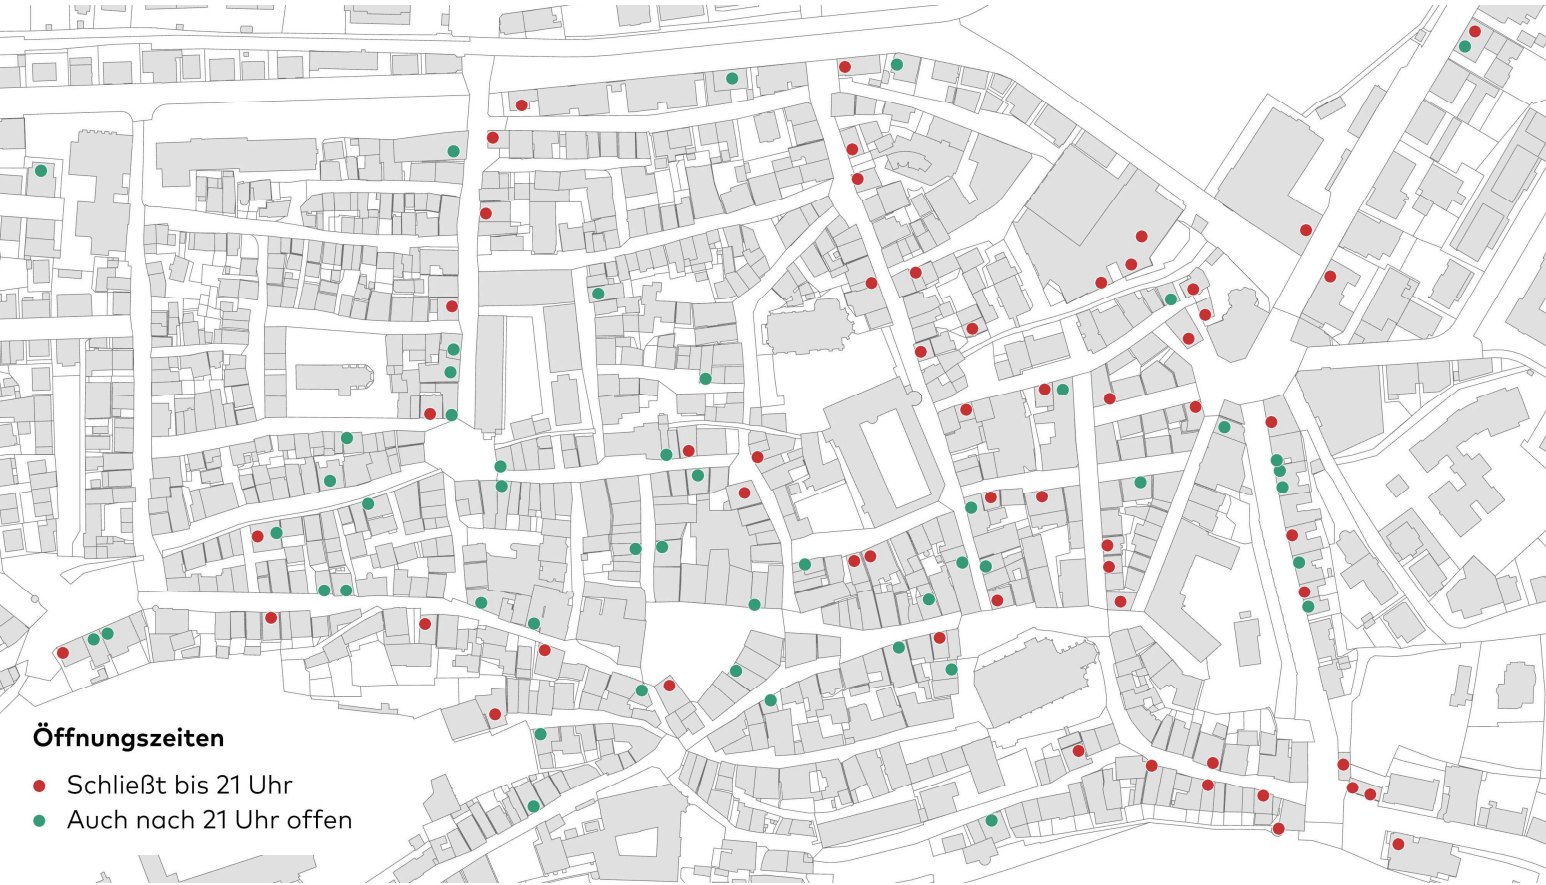 Öffnungszeiten
Schließt bis 21 Uhr
Auch nach 21 Uhr offen